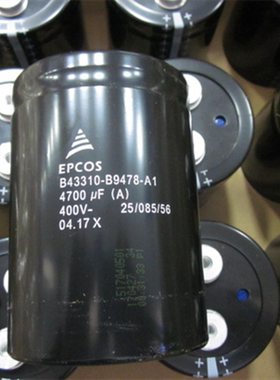 EPCOS
B43310-B9478-A1
4700 µF (A)
400V- 25/085/56
04.17 X